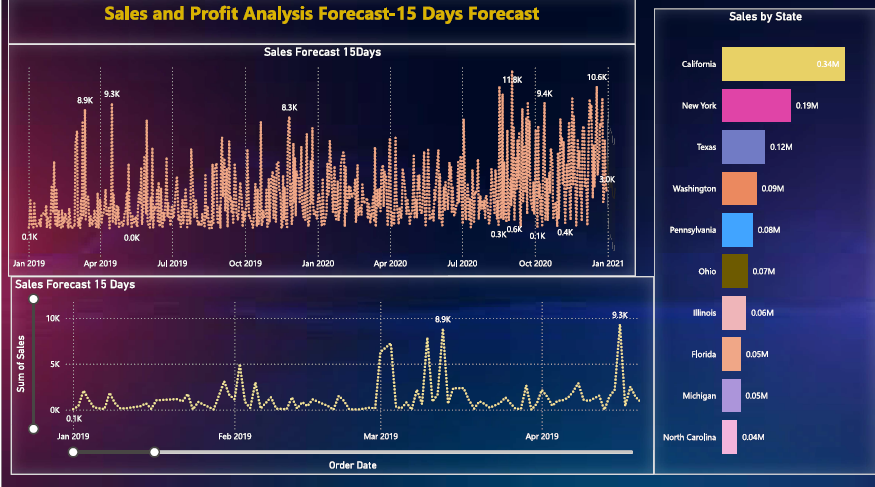 Sales and Profit Analysis Forecast-15 Days Forecast
Sales Forecast 15Days
8.9K
9.3K
8.3K
11.8K
9.4K
10.6K
3.0K
0.1K
0.0K
0.3K
0.6K
0.1K
0.4K
Jan 2019
Apr 2019
Jul 2019
Oct 2019
Jan 2020
Apr 2020
Jul 2020
Oct 2020
Jan 2021
Sales Forecast 15 Days
Sum of Sales
10K
5K
0K
0.1K
8.9K
9.3K
Jan 2019
Feb 2019
Mar 2019
Apr 2019
Order Date
Sales by State
California 0.34M
New York 0.19M
Texas 0.12M
Washington 0.09M
Pennsylvania 0.08M
Ohio 0.07M
Illinois 0.06M
Florida 0.05M
Michigan 0.05M
North Carolina 0.04M